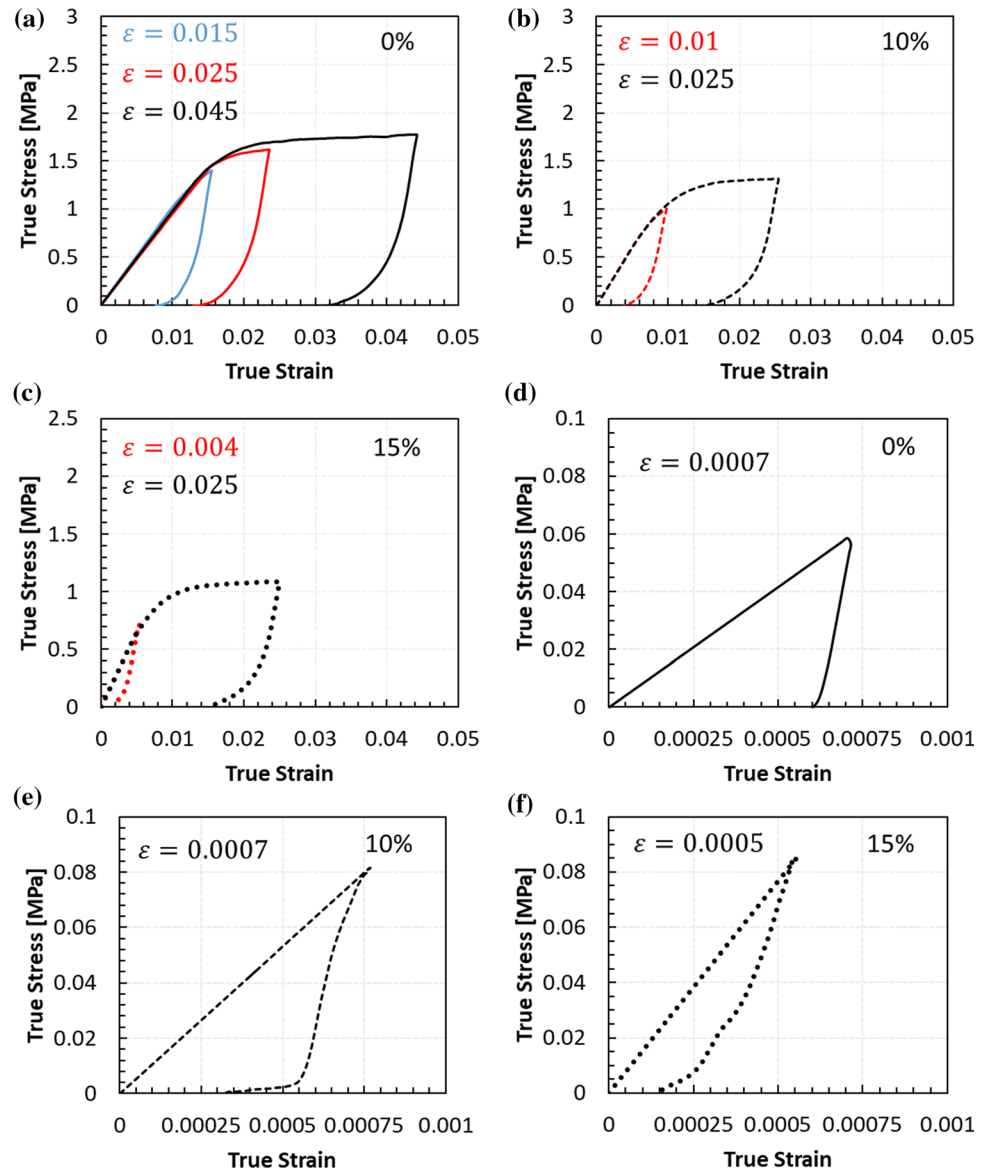 (a)
3
2.5
2
1.5
1
0.5
0
True Stress [MPa]
ε = 0.015
ε = 0.025
ε = 0.045
0%
0 0.01 0.02 0.03 0.04 0.05
True Strain
(b)
3
2.5
2
1.5
1
0.5
0
True Stress [MPa]
ε = 0.01
ε = 0.025
10%
0 0.01 0.02 0.03 0.04 0.05
True Strain
(c)
2.5
2
1.5
1
0.5
0
True Stress [MPa]
ε = 0.004
ε = 0.025
15%
0 0.01 0.02 0.03 0.04 0.05
True Strain
(d)
0.1
0.08
0.06
0.04
0.02
0
True Stress [MPa]
ε = 0.0007
0%
0 0.00025 0.0005 0.00075 0.001
True Strain
(e)
0.1
0.08
0.06
0.04
0.02
0
True Stress [MPa]
ε = 0.0007
10%
0 0.00025 0.0005 0.00075 0.001
True Strain
(f)
0.1
0.08
0.06
0.04
0.02
0
True Stress [MPa]
ε = 0.0005
15%
0 0.00025 0.0005 0.00075 0.001
True Strain